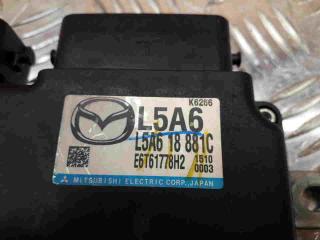 K6266
L5A6
L5A6 18 881C
E6T61778H2 1510
0003
MITSUBISHI ELECTRIC CORP., JAPAN